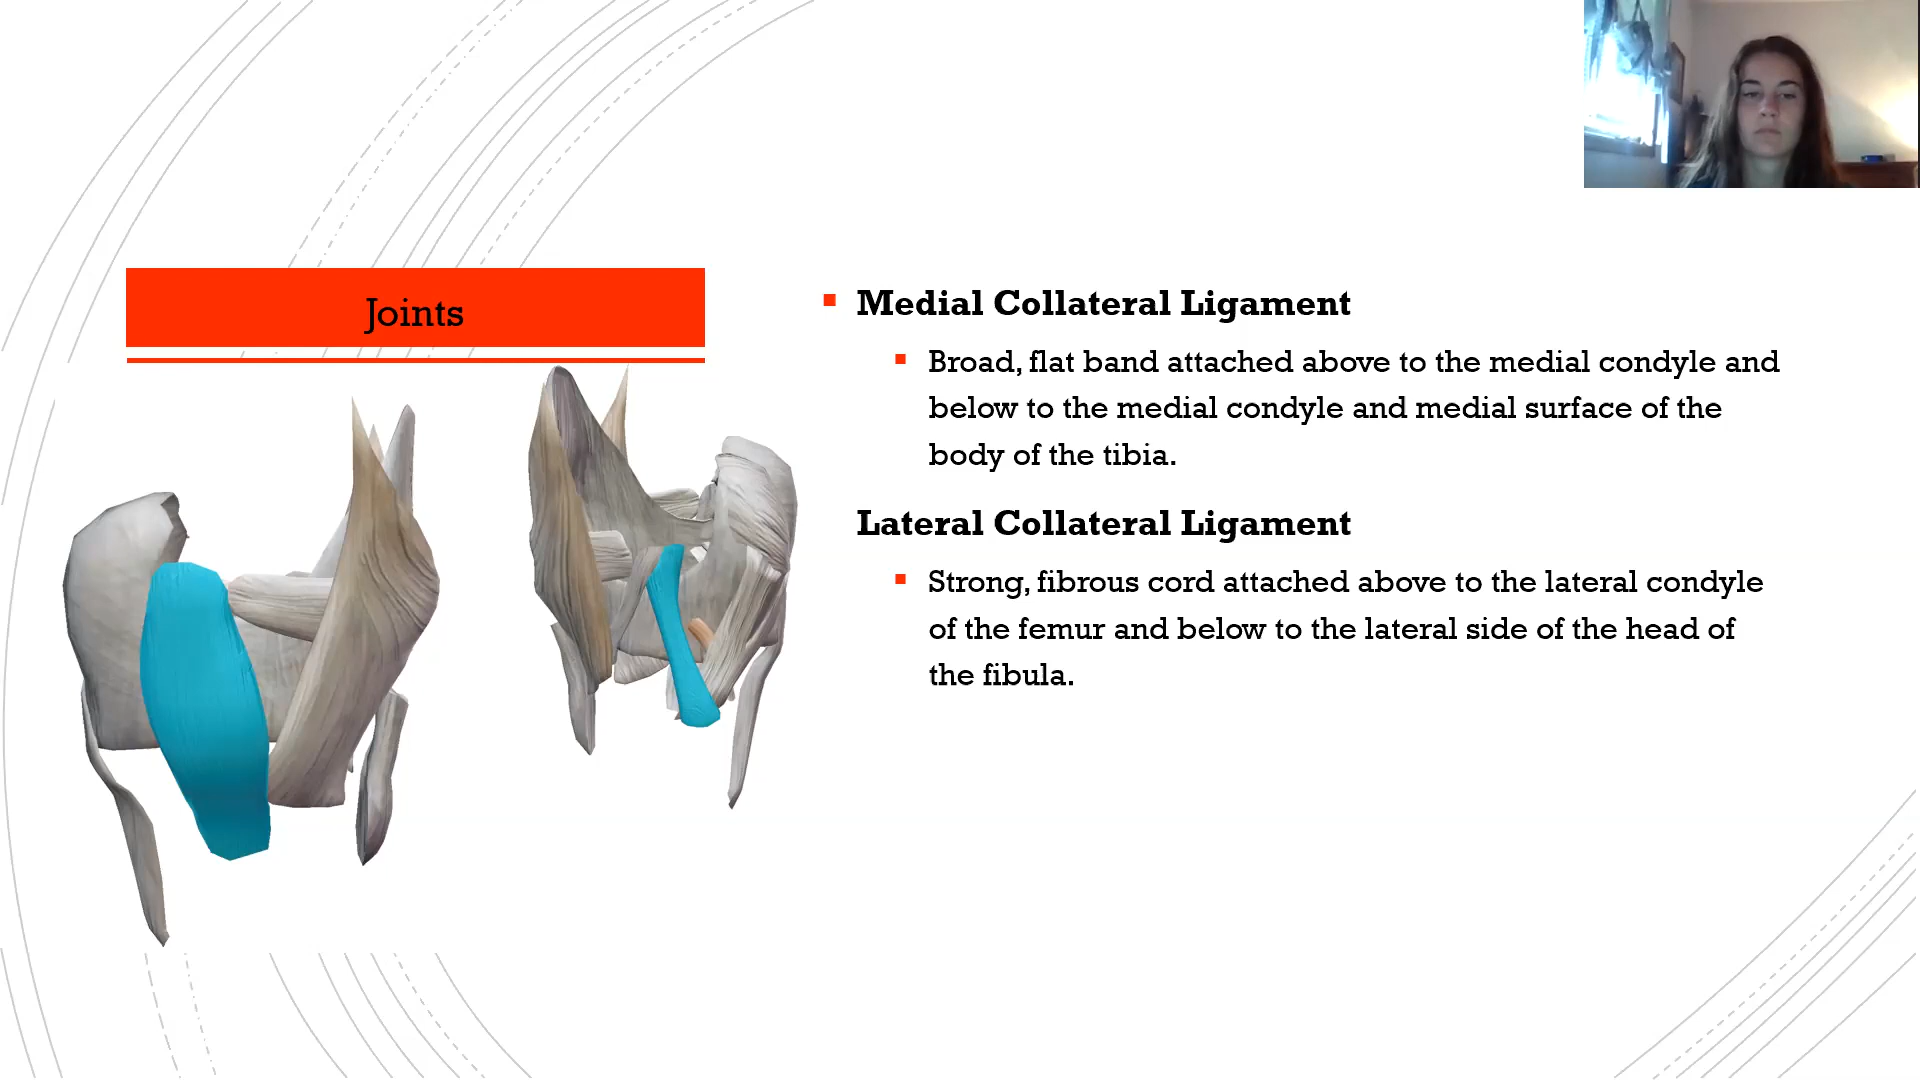 Joints
Medial Collateral Ligament
Broad, flat band attached above to the medial condyle and
below to the medial condyle and medial surface of the
body of the tibia.
Lateral Collateral Ligament
Strong, fibrous cord attached above to the lateral condyle
of the femur and below to the lateral side of the head of
the fibula.